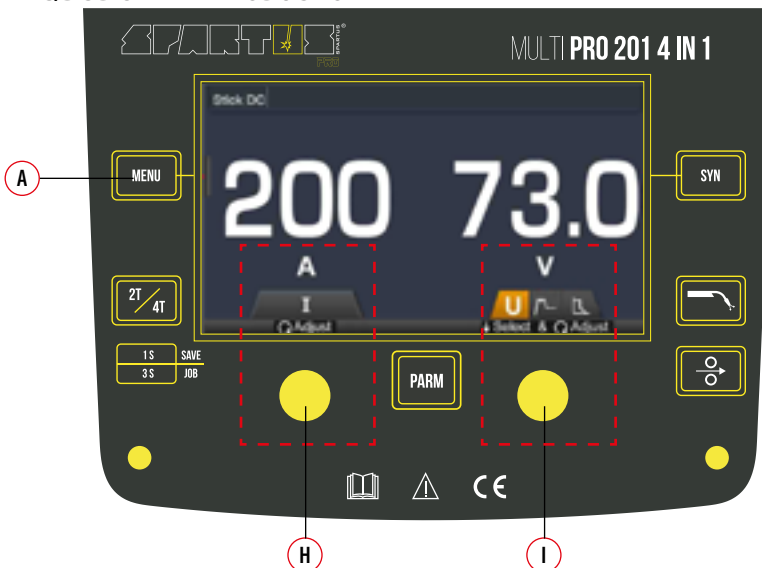 SPARTUS®
SPARTUS
PRO
MULTI PRO 201 4 IN 1
Stick DC
A
MENU
200
73.0
SYN
A
V
2T/4T
I
U
Adjust
Select & Adjust
1 S SAVE
3 S JOB
PARM
CE
H
I